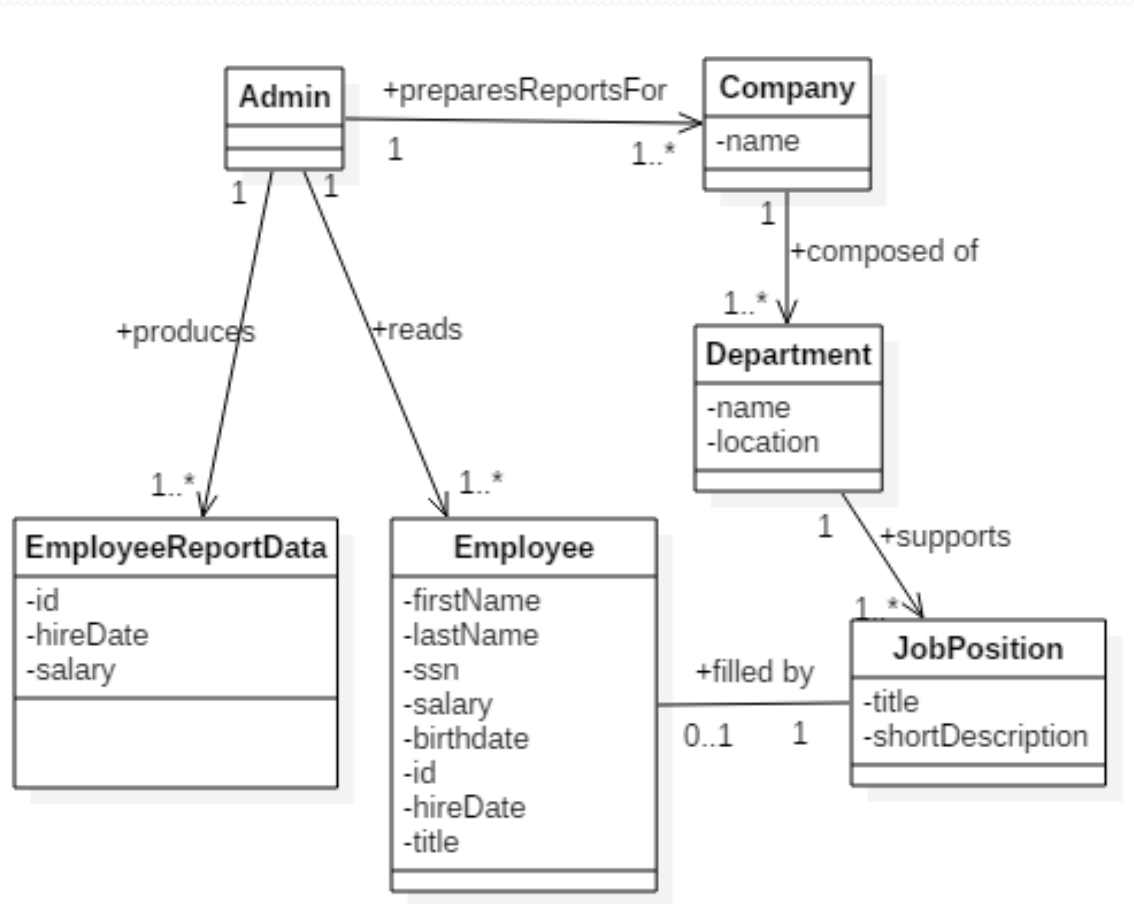 Admin
+preparesReportsFor
1
1..*
Company
-name
1
1
1
+composed of
1..*
+produces
+reads
Department
-name
-location
1..*
1..*
1
+supports
1..*
EmployeeReportData
-id
-hireDate
-salary
Employee
-firstName
-lastName
-ssn
-salary
-birthdate
-id
-hireDate
-title
+filled by
0..1
1
JobPosition
-title
-shortDescription